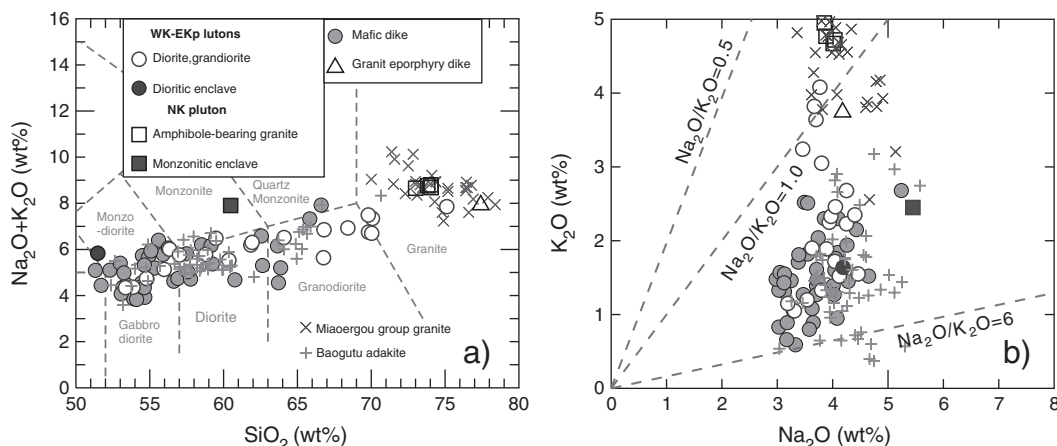 WK-EKp lutons
Diorite,grandiorite
Dioritic enclave
NK pluton
Amphibole-bearing granite
Monzonitic enclave
Mafic dike
Granit eporphyry dike
16
14
12
10
8
6
4
2
0
Na2O+K2O (wt%)
Monzonite
Quartz
Monzonite
Monzo
-diorite
Granite
Granodiorite
Gabbro
diorite
Diorite
Miaoergou group granite
Baogutu adakite
a)
50 55 60 65 70 75 80
SiO2 (wt%)
5
4
3
2
1
0
K2O (wt%)
Na2O/K2O=0.5
Na2O/K2O=1.0
Na2O/K2O=6
b)
0 1 2 3 4 5 6 7 8
Na2O (wt%)